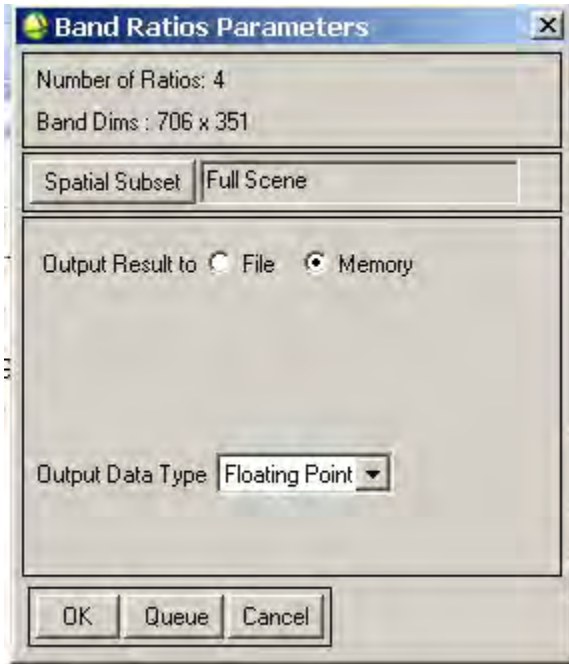 Band Ratios Parameters
Number of Ratios: 4
Band Dims : 706 x 351
Spatial Subset Full Scene
Output Result to File Memory
Output Data Type Floating Point
OK Queue Cancel